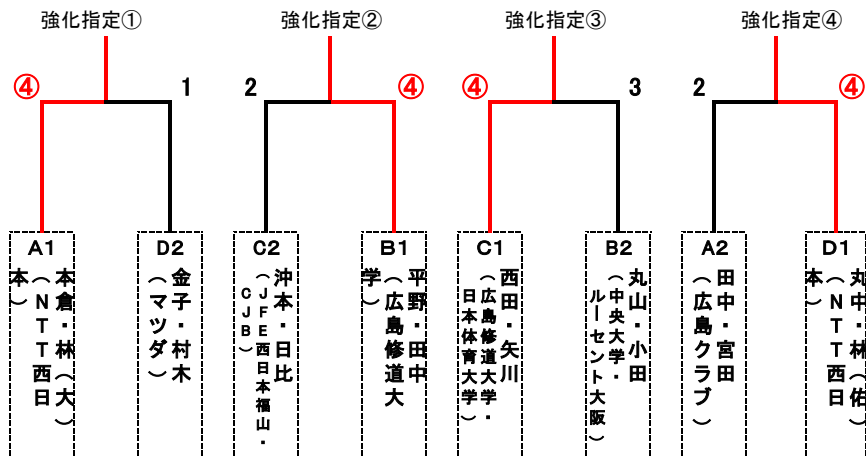 強化指定①
強化指定②
強化指定③
強化指定④
④
1
2
④
④
3
2
④
A1
本倉・林（大）
（NTT西日
本）
D2
金子・村木
（マツダ）
C2
沖本・日比
（JFE西日本福山・
CJB）
B1
平野・田中
（広島修道大
学）
C1
西田・矢川
（広島修道大学・
日本体育大学）
B2
丸山・小田
（中央大学・
ルーセント大阪）
A2
田中・宮田
（広島クラブ）
D1
丸中・林（佑）
（NTT西日
本）